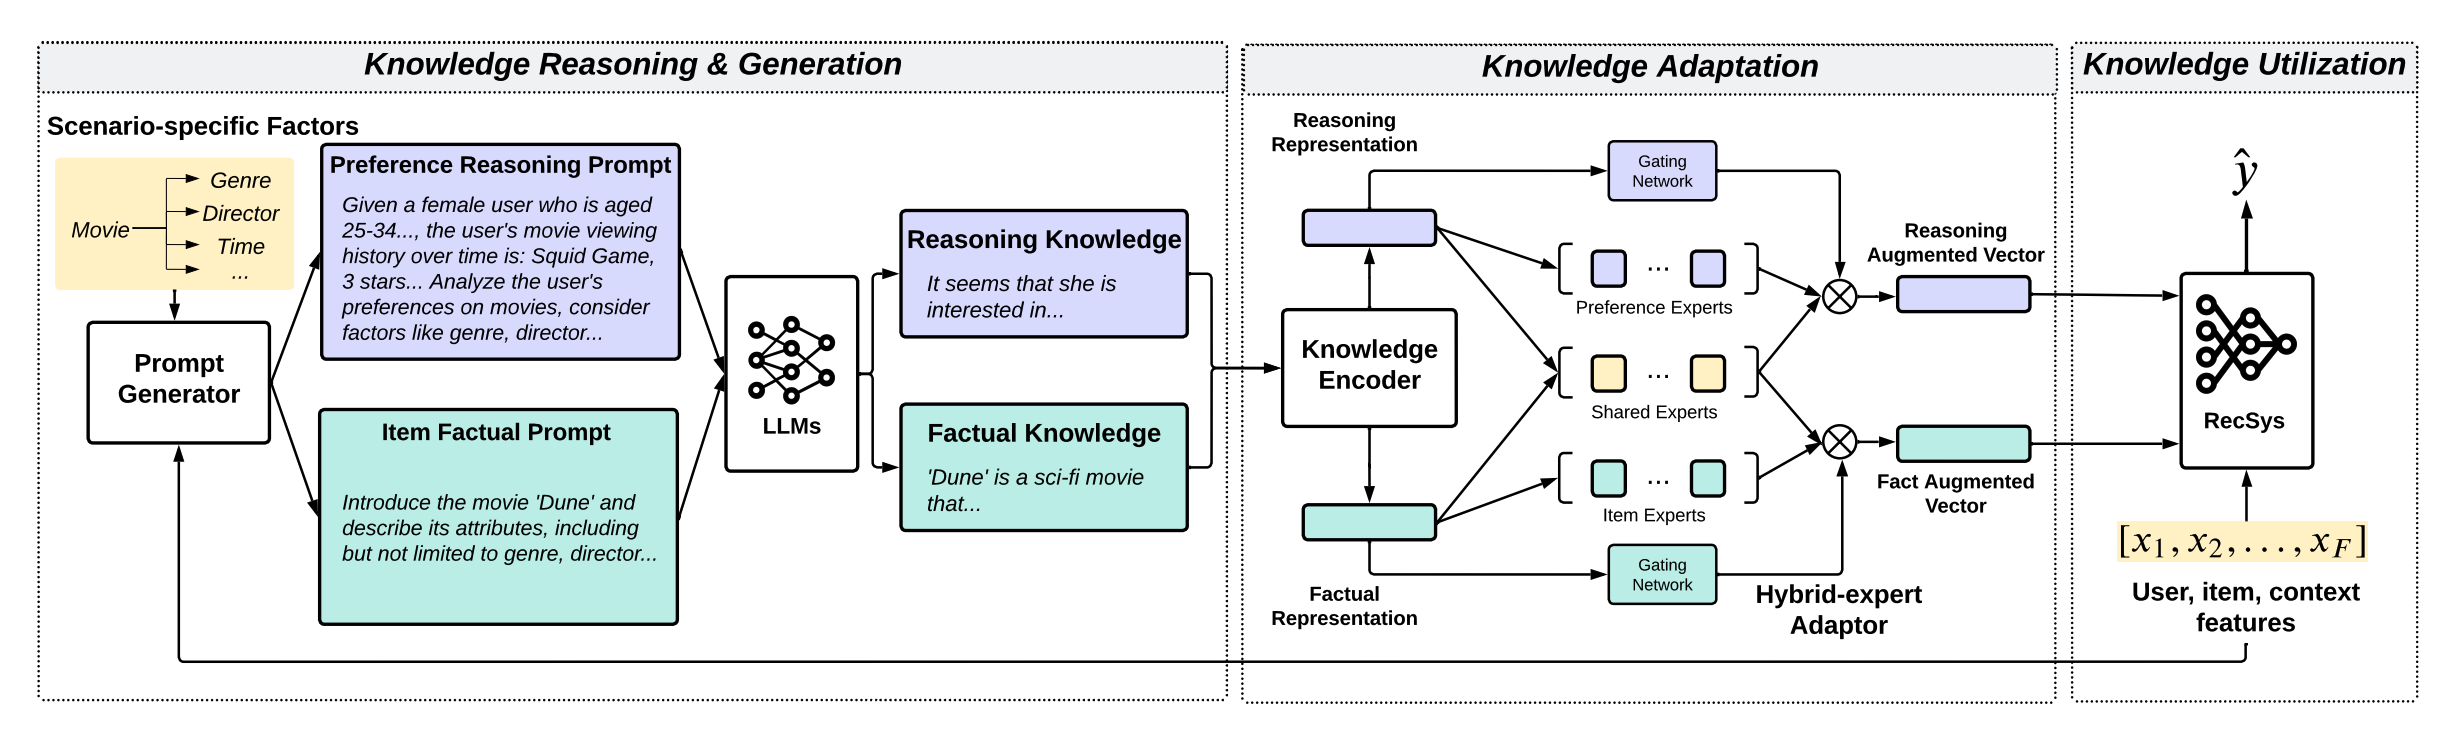 Knowledge Reasoning & Generation
Scenario-specific Factors
Movie
Genre
Director
Time
...
Prompt
Generator
Preference Reasoning Prompt
Given a female user who is aged
25-34..., the user's movie viewing
history over time is: Squid Game,
3 stars... Analyze the user's
preferences on movies, consider
factors like genre, director...
Item Factual Prompt
Introduce the movie 'Dune' and
describe its attributes, including
but not limited to genre, director...
LLMs
Reasoning Knowledge
It seems that she is
interested in...
Factual Knowledge
'Dune' is a sci-fi movie
that...
Knowledge Adaptation
Reasoning
Representation
Gating
Network
Knowledge
Encoder
...
Preference Experts
...
Shared Experts
...
Item Experts
Factual
Representation
Gating
Network
Hybrid-expert
Adaptor
Reasoning
Augmented Vector
Fact Augmented
Vector
Knowledge Utilization
ŷ
RecSys
[x₁, x₂, . . . , x_F]
User, item, context
features